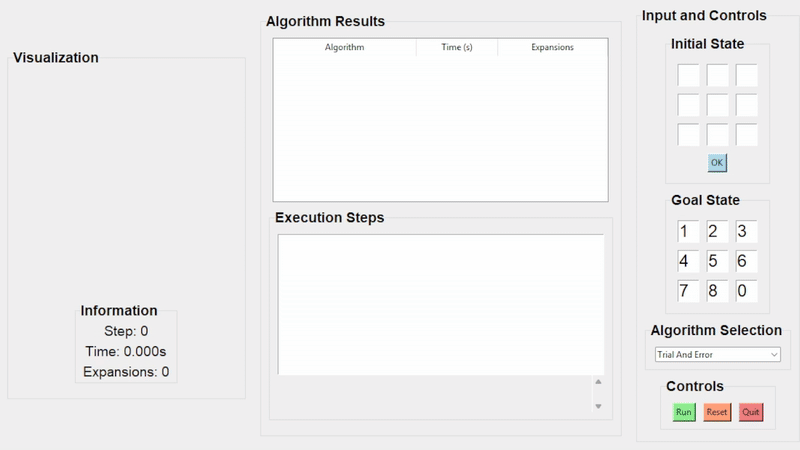 Visualization
Information
Step: 0
Time: 0.000s
Expansions: 0
Algorithm Results
Algorithm Time (s) Expansions
Execution Steps
Input and Controls
Initial State
OK
Goal State
1 2 3
4 5 6
7 8 0
Algorithm Selection
Trial And Error
Controls
Run Reset Quit